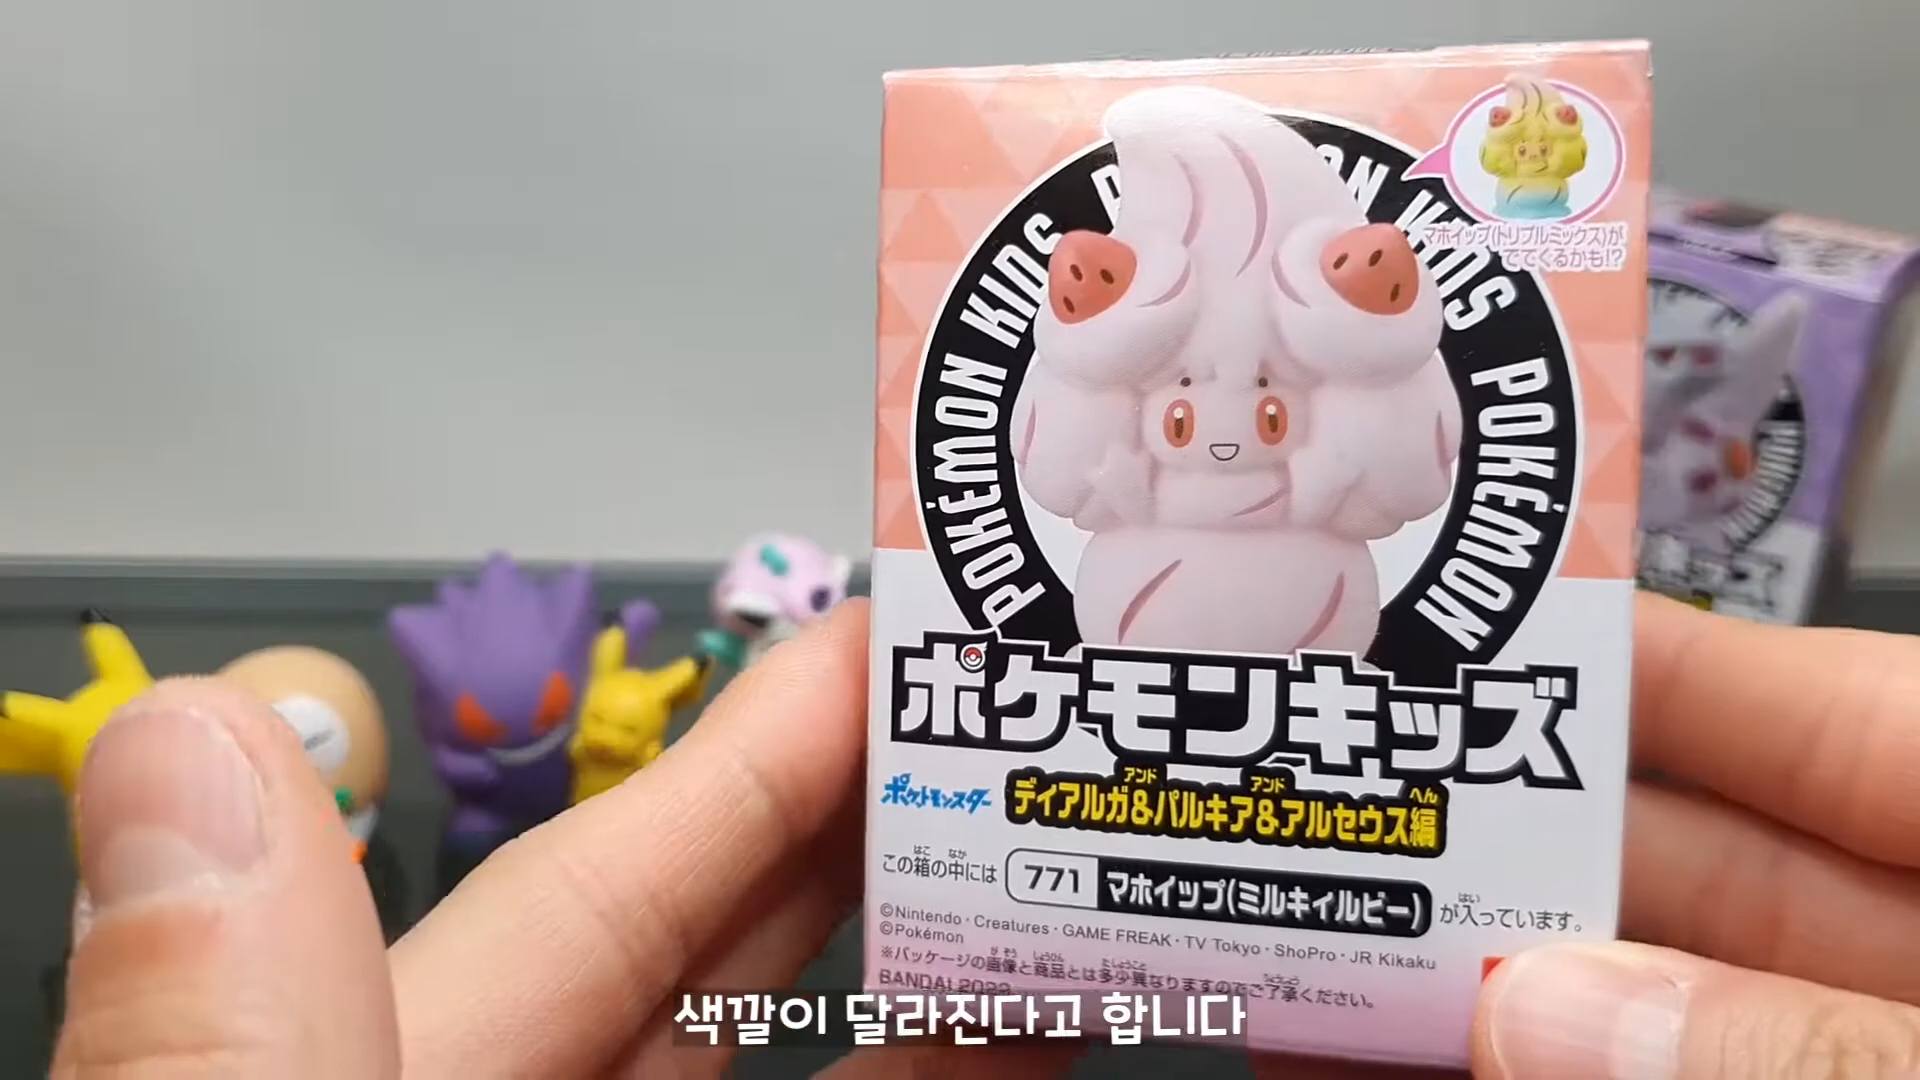 POKÉMON KIDS
POKÉMON
KIDS
POKÉMON
マホイップ(トリプルミックス)が
でてくるかも!?
ポケモンキッズ
ポケットモンスター
アンド アンド へん
ディアルガ&パルキア&アルセウス編
はこ なか はい
この箱の中には 771 マホイップ(ミルキィルビー) が入っています。
©Nintendo・Creatures・GAME FREAK・TV Tokyo・ShoPro・JR Kikaku
©Pokémon
※パッケージの画像と商品とは多少異なりますのでご了承ください。
BANDAI
색깔이 달라진다고 합니다